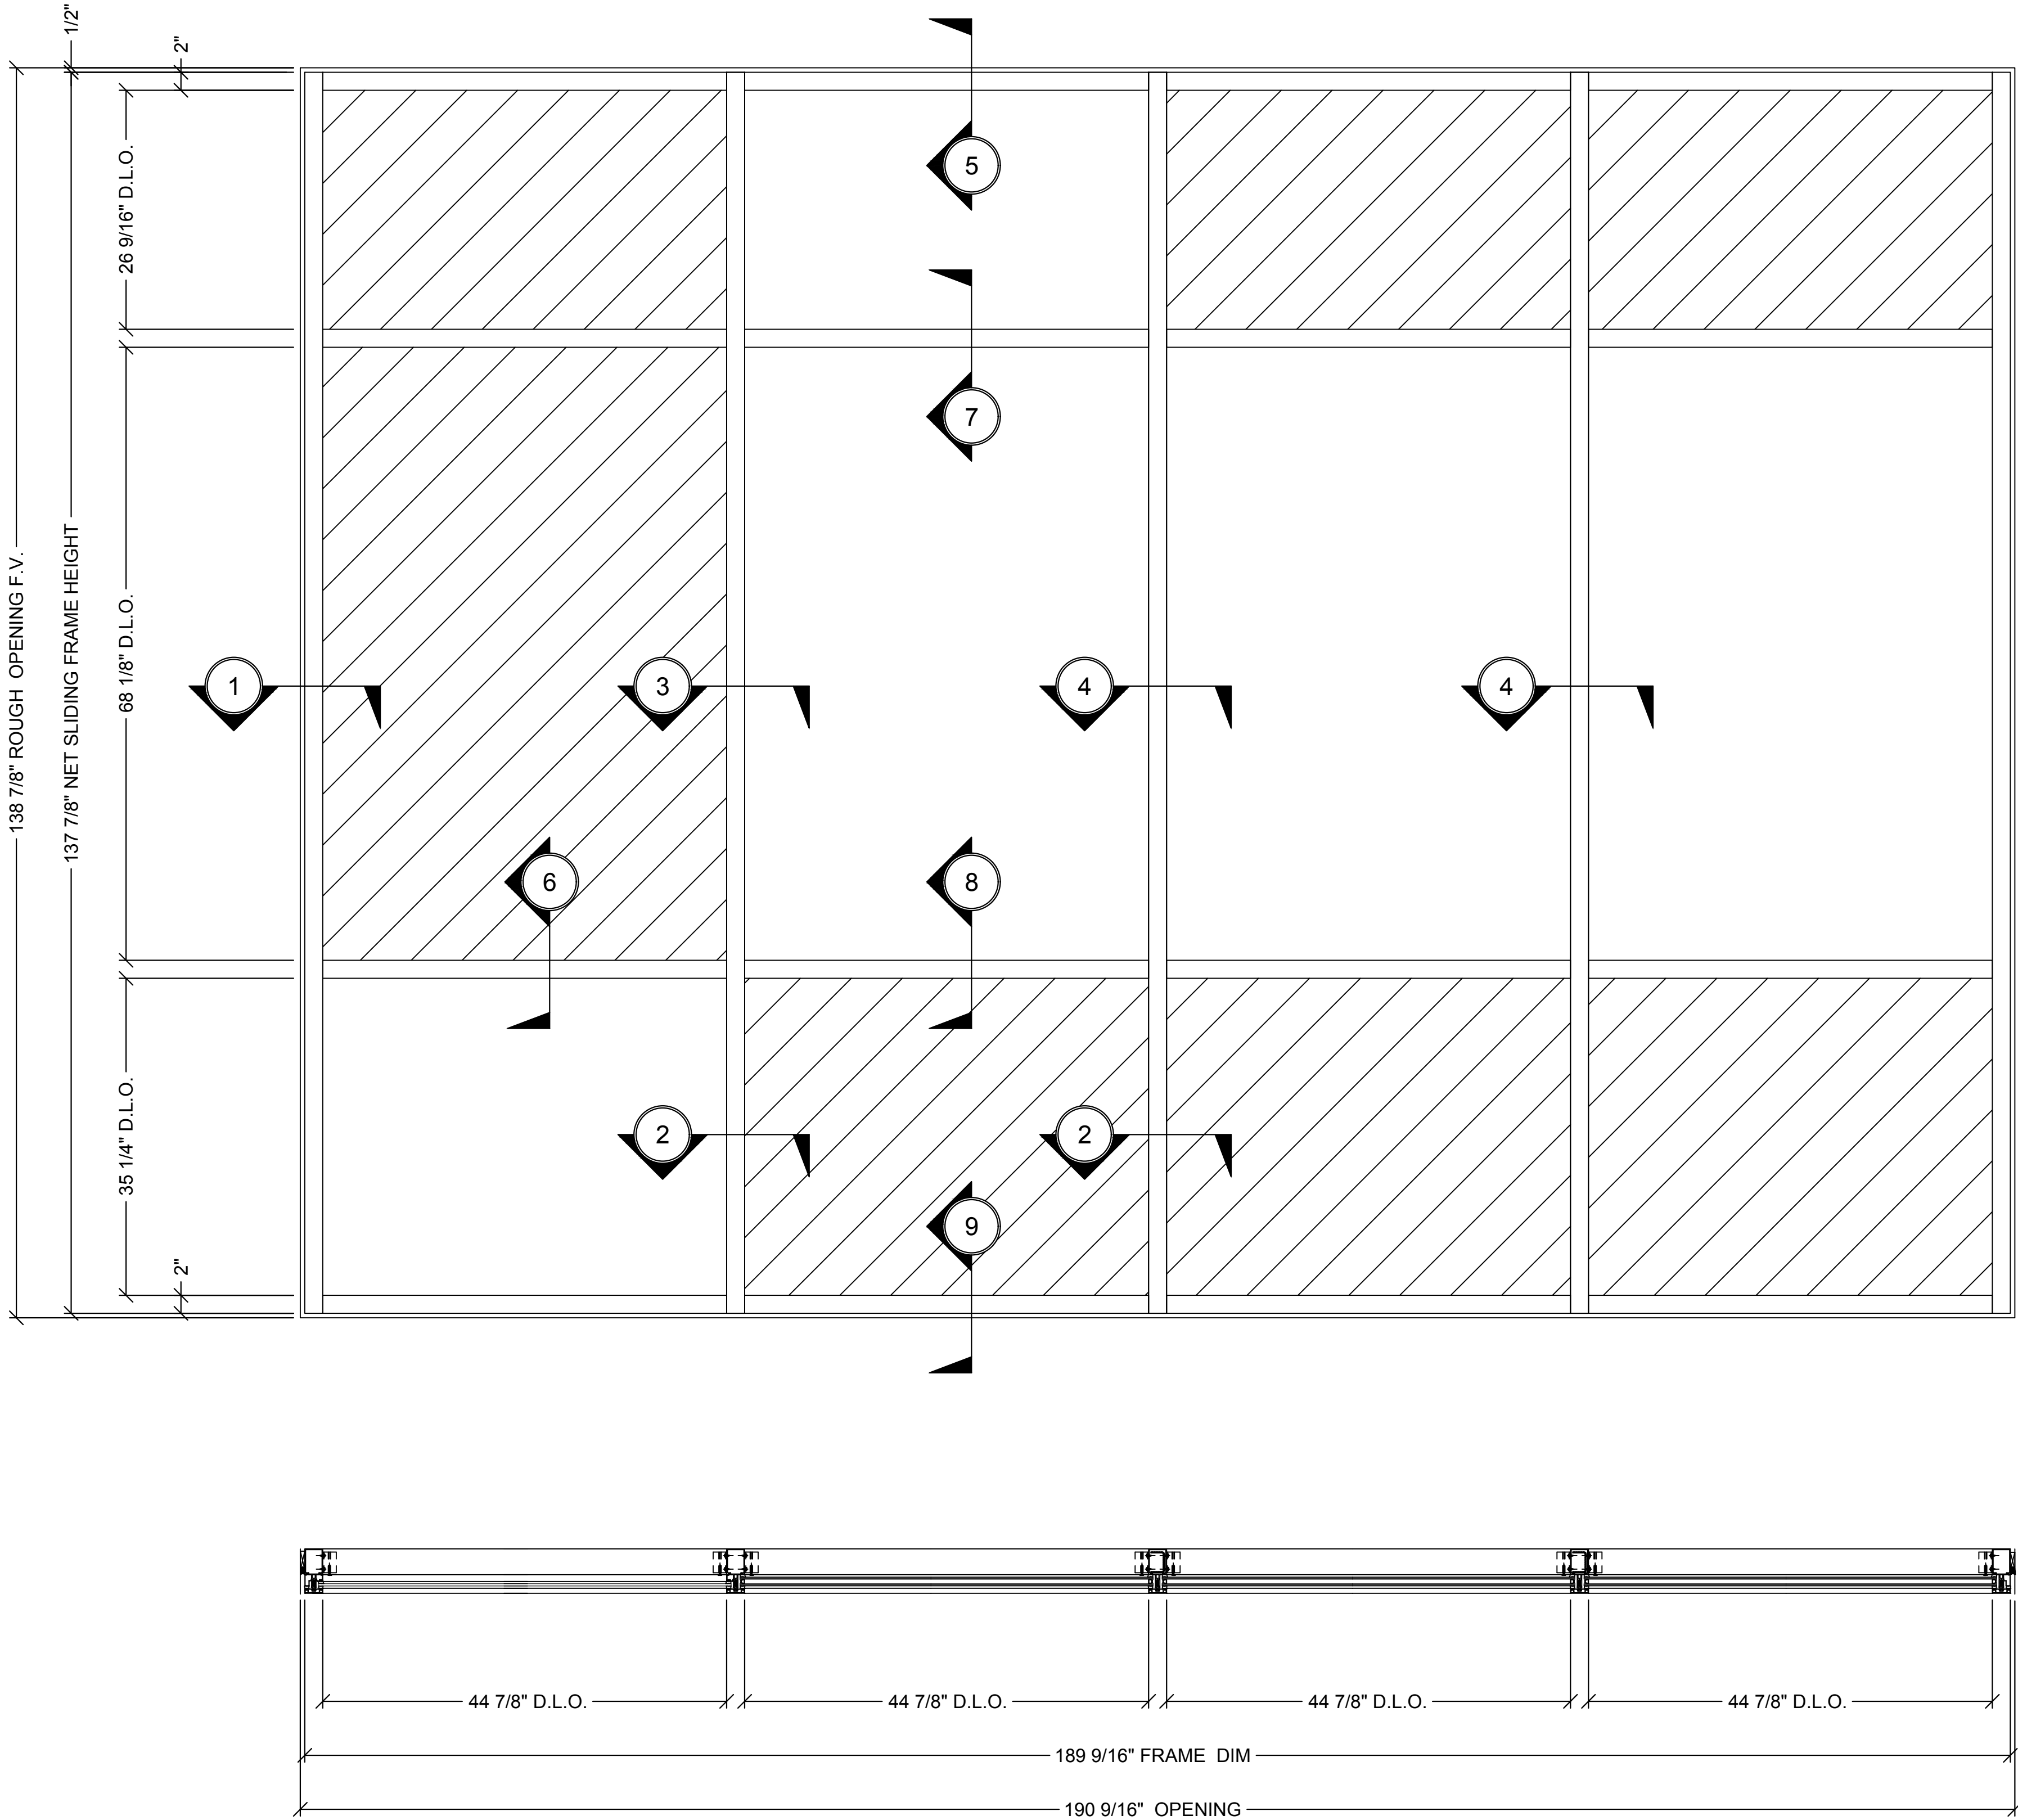 1/2"
2"
5
26 9/16" D.L.O.
7
138 7/8" ROUGH OPENING F.V.
137 7/8" NET SLIDING FRAME HEIGHT
68 1/8" D.L.O.
1
3
4
4
6
8
35 1/4" D.L.O.
2
2
9
2"
44 7/8" D.L.O.
44 7/8" D.L.O.
44 7/8" D.L.O.
44 7/8" D.L.O.
189 9/16" FRAME DIM
190 9/16" OPENING